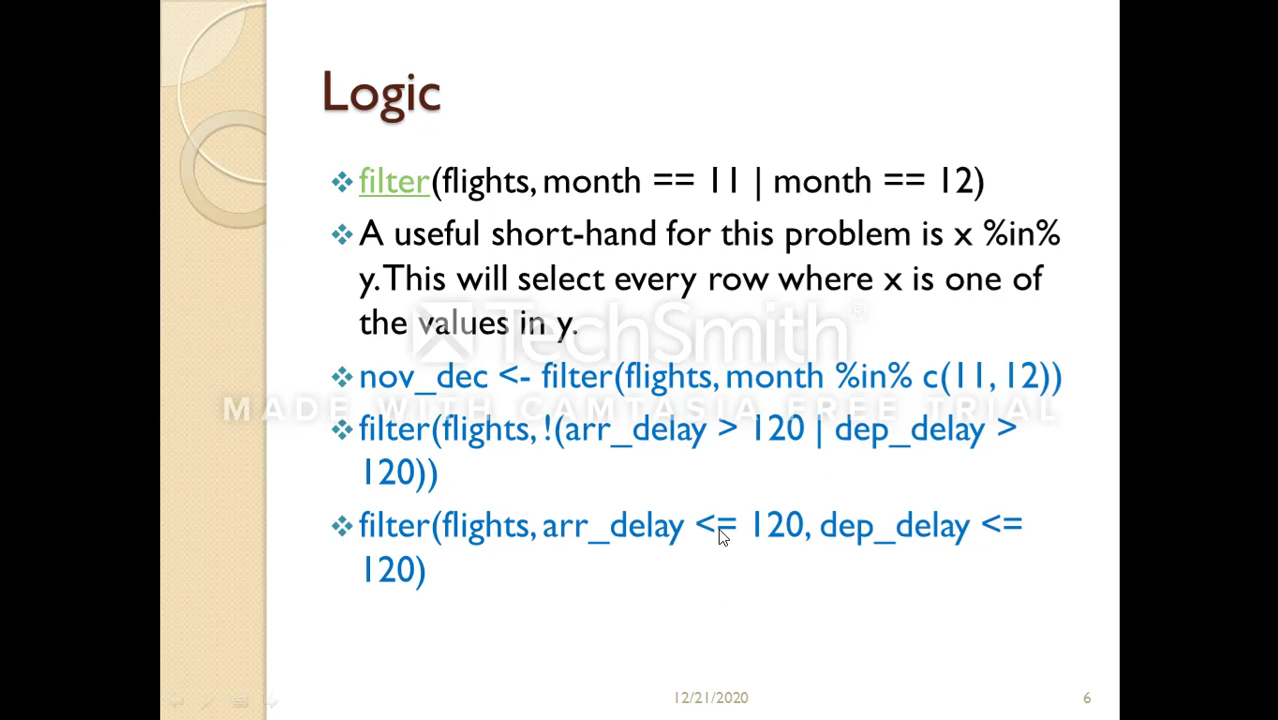 Logic
filter(flights, month == 11 | month == 12)
A useful short-hand for this problem is x %in%
y. This will select every row where x is one of
the values in y.
TechSmith®
nov_dec <- filter(flights, month %in% c(11, 12))
MADE WITH CAMTASIA FREE TRIAL
filter(flights, !(arr_delay > 120 | dep_delay >
120))
filter(flights, arr_delay <= 120, dep_delay <=
120)
12/21/2020
6